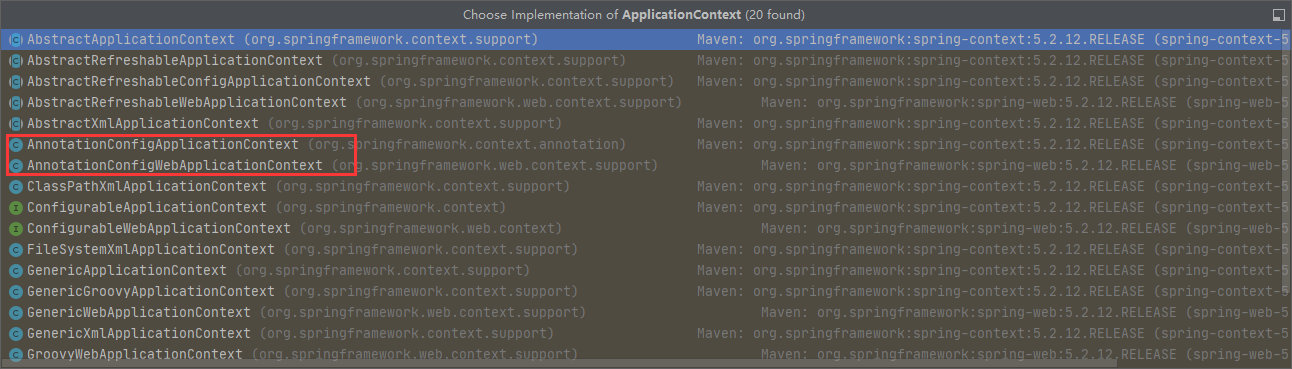 Choose Implementation of ApplicationContext (20 found)
AbstractApplicationContext (org.springframework.context.support) Maven: org.springframework:spring-context:5.2.12.RELEASE (spring-context-5
AbstractRefreshableApplicationContext (org.springframework.context.support) Maven: org.springframework:spring-context:5.2.12.RELEASE (spring-context-5
AbstractRefreshableConfigApplicationContext (org.springframework.context.support) Maven: org.springframework:spring-context:5.2.12.RELEASE (spring-context-5
AbstractRefreshableWebApplicationContext (org.springframework.web.context.support) Maven: org.springframework:spring-web:5.2.12.RELEASE (spring-web-5
AbstractXmlApplicationContext (org.springframework.context.support) Maven: org.springframework:spring-context:5.2.12.RELEASE (spring-context-5
AnnotationConfigApplicationContext (org.springframework.context.annotation) Maven: org.springframework:spring-context:5.2.12.RELEASE (spring-context-5
AnnotationConfigWebApplicationContext (org.springframework.web.context.support) Maven: org.springframework:spring-web:5.2.12.RELEASE (spring-web-5
ClassPathXmlApplicationContext (org.springframework.context.support) Maven: org.springframework:spring-context:5.2.12.RELEASE (spring-context-5
ConfigurableApplicationContext (org.springframework.context) Maven: org.springframework:spring-context:5.2.12.RELEASE (spring-context-5
ConfigurableWebApplicationContext (org.springframework.web.context) Maven: org.springframework:spring-web:5.2.12.RELEASE (spring-web-5
FileSystemXmlApplicationContext (org.springframework.context.support) Maven: org.springframework:spring-context:5.2.12.RELEASE (spring-context-5
GenericApplicationContext (org.springframework.context.support) Maven: org.springframework:spring-context:5.2.12.RELEASE (spring-context-5
GenericGroovyApplicationContext (org.springframework.context.support) Maven: org.springframework:spring-context:5.2.12.RELEASE (spring-context-5
GenericWebApplicationContext (org.springframework.web.context.support) Maven: org.springframework:spring-web:5.2.12.RELEASE (spring-web-5
GenericXmlApplicationContext (org.springframework.context.support) Maven: org.springframework:spring-context:5.2.12.RELEASE (spring-context-5
GroovyWebApplicationContext (org.springframework.web.context.support) Maven: org.springframework:spring-web:5.2.12.RELEASE (spring-web-5